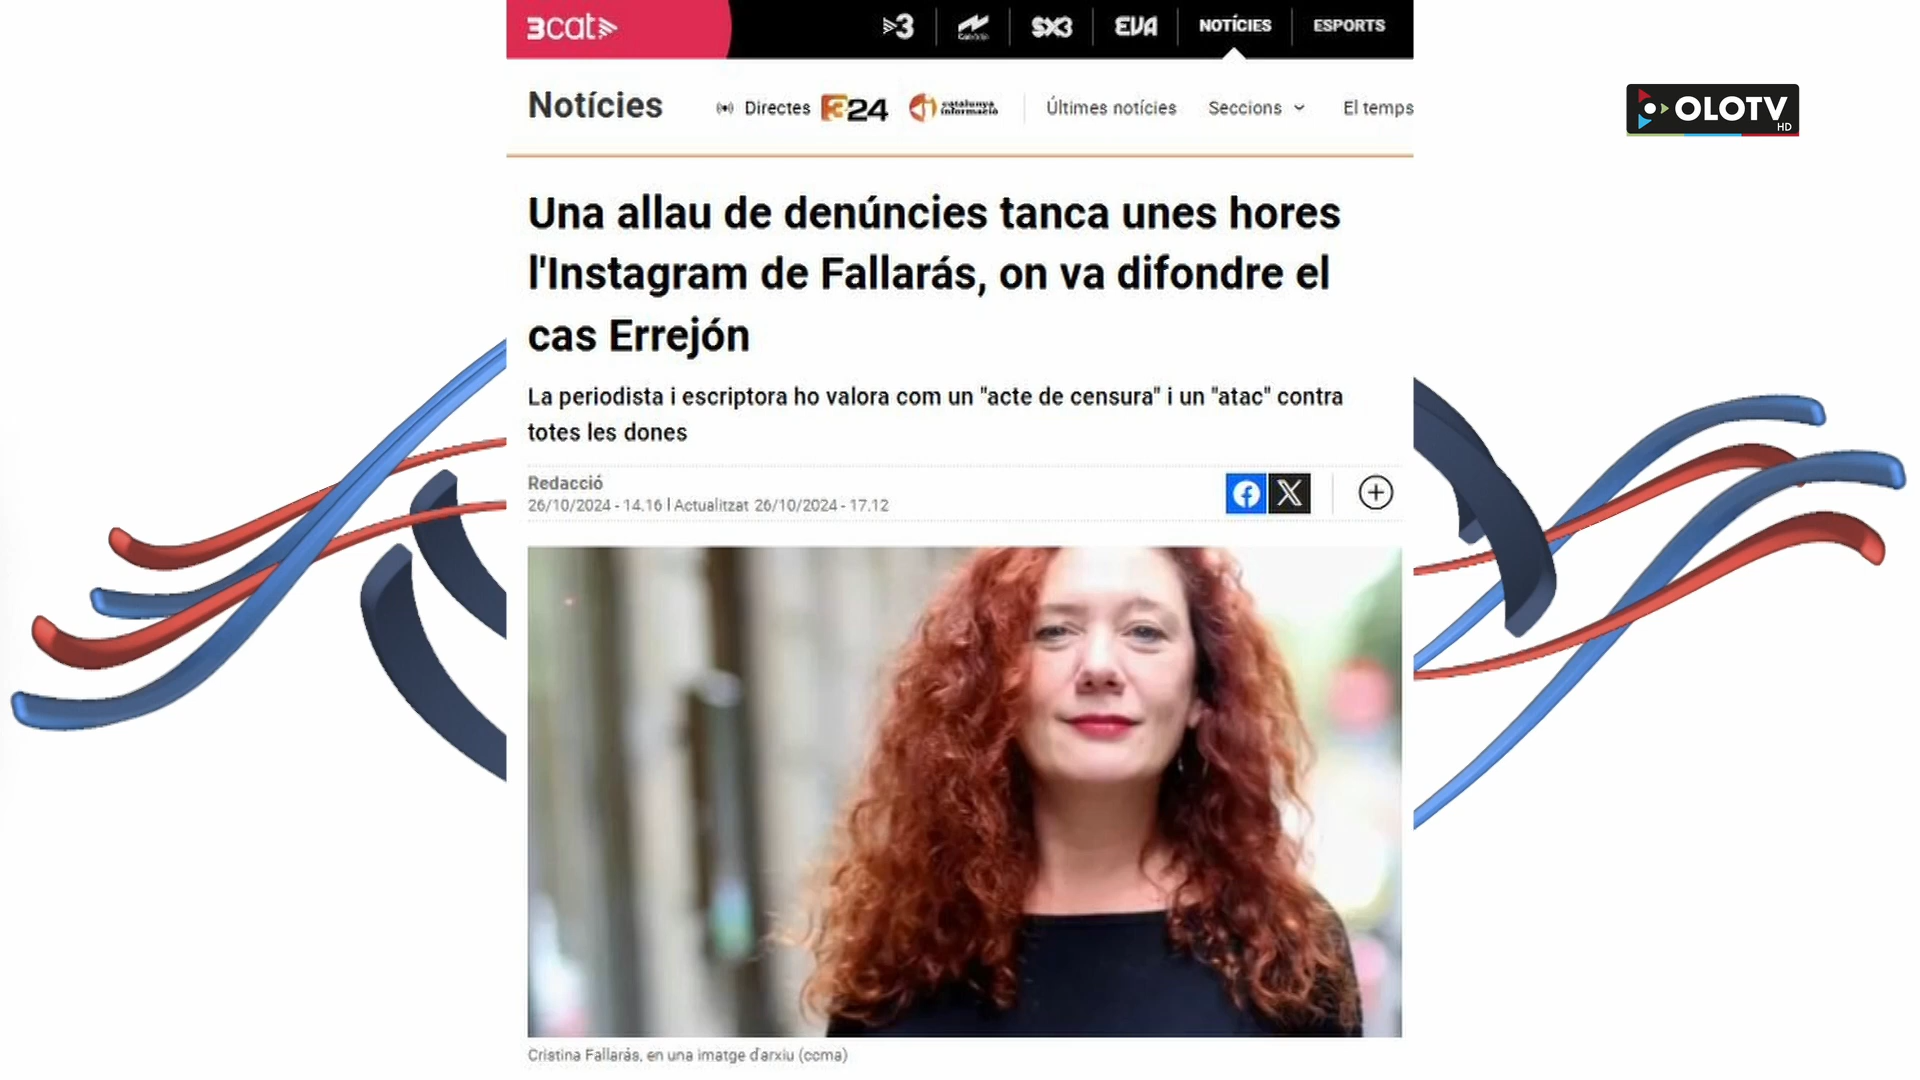 3cat
3
SX3
EVA
NOTÍCIES
ESPORTS
Notícies
Directes
324
catalunya
informació
Últimes notícies
Seccions
El temps
OLOTV
HD
Una allau de denúncies tanca unes hores
l'Instagram de Fallarás, on va difondre el
cas Errejón
La periodista i escriptora ho valora com un "acte de censura" i un "atac" contra
totes les dones
Redacció
26/10/2024 - 14.16 | Actualitzat 26/10/2024 - 17.12
Cristina Fallarás, en una imatge d'arxiu (ccma)